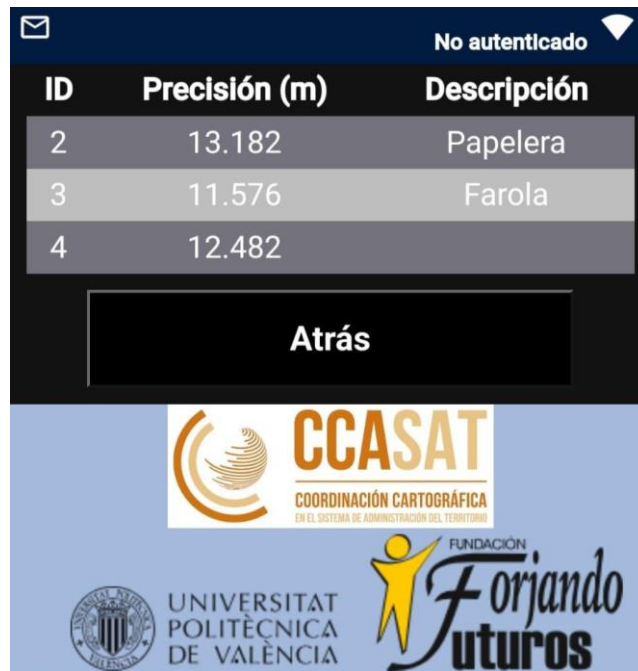 No autenticado
ID Precisión (m) Descripción
2 13.182 Papelera
3 11.576 Farola
4 12.482
Atrás
CCASAT
COORDINACIÓN CARTOGRÁFICA
EN EL SISTEMA DE ADMINISTRACIÓN DEL TERRITORIO
UNIVERSITAT
POLITÈCNICA
DE VALÈNCIA
FUNDACIÓN
Forjando
Futuros